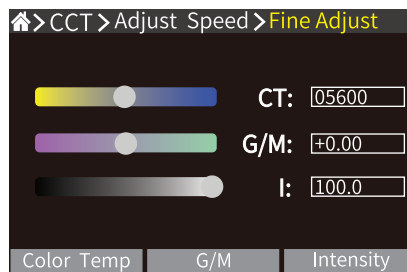 >CCT>Adjust Speed>Fine Adjust
CT: 05600
G/M: +0.00
I: 100.0
Color Temp G/M Intensity